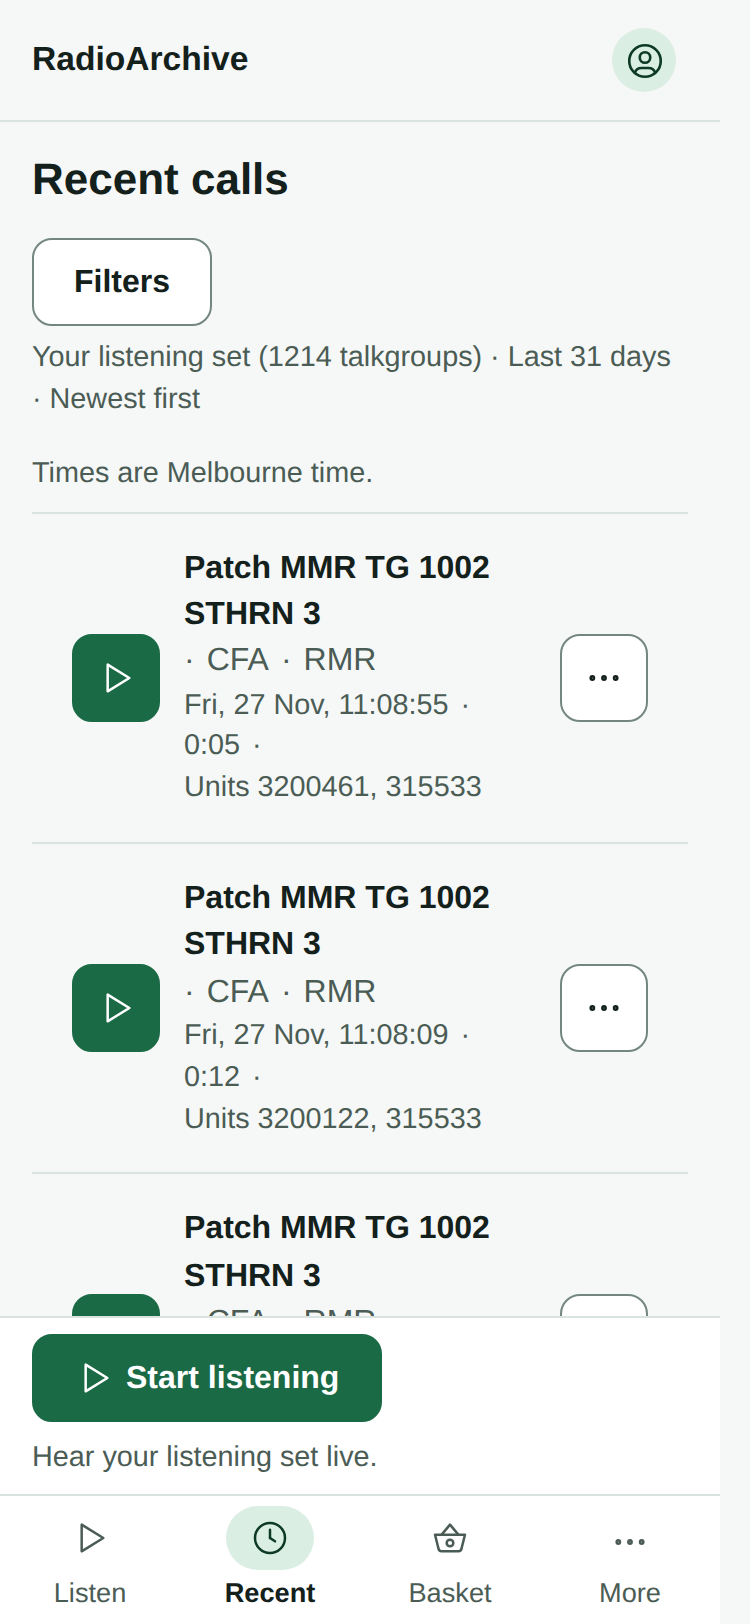 RadioArchive
Recent calls
Filters
Your listening set (1214 talkgroups) · Last 31 days
· Newest first
Times are Melbourne time.
Patch MMR TG 1002
STHRN 3
· CFA · RMR
Fri, 27 Nov, 11:08:55 ·
0:05 ·
Units 3200461, 315533
Patch MMR TG 1002
STHRN 3
· CFA · RMR
Fri, 27 Nov, 11:08:09 ·
0:12 ·
Units 3200122, 315533
Patch MMR TG 1002
STHRN 3
· CFA · RMR
Start listening
Hear your listening set live.
Listen
Recent
Basket
More